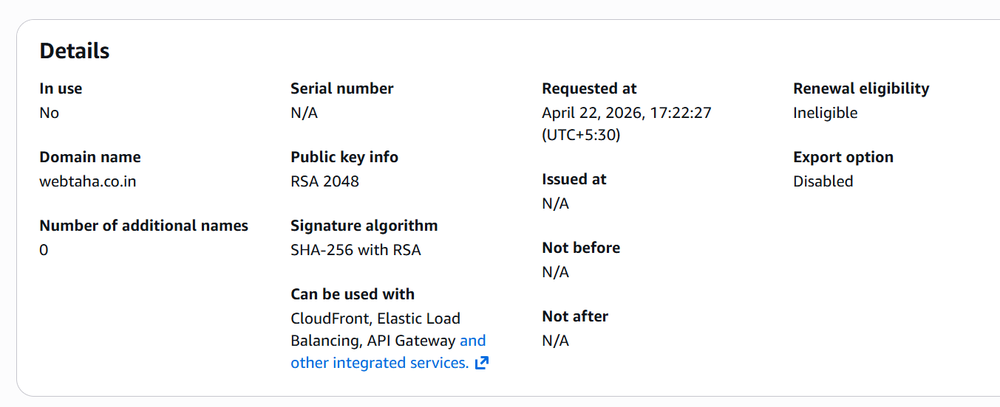 Details
In use
No
Domain name
webtaha.co.in
Number of additional names
0
Serial number
N/A
Public key info
RSA 2048
Signature algorithm
SHA-256 with RSA
Can be used with
CloudFront, Elastic Load
Balancing, API Gateway and
other integrated services.
Requested at
April 22, 2026, 17:22:27
(UTC+5:30)
Issued at
N/A
Not before
N/A
Not after
N/A
Renewal eligibility
Ineligible
Export option
Disabled